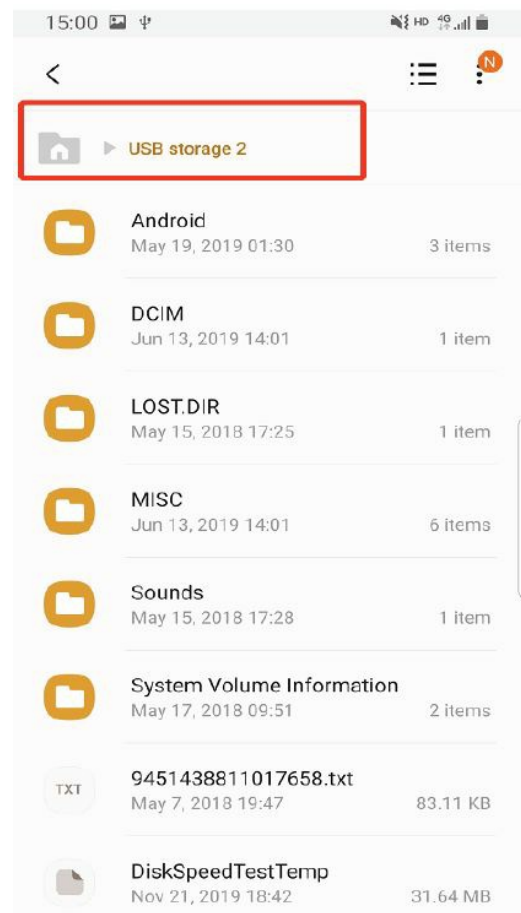 15:00 HD 4G
N
USB storage 2
Android
May 19, 2019 01:30 3 items
DCIM
Jun 13, 2019 14:01 1 item
LOST.DIR
May 15, 2018 17:25 1 item
MISC
Jun 13, 2019 14:01 6 items
Sounds
May 15, 2018 17:28 1 item
System Volume Information
May 17, 2018 09:51 2 items
TXT 9451438811017658.txt
May 7, 2018 19:47 83.11 KB
DiskSpeedTestTemp
Nov 21, 2019 18:42 31.64 MB